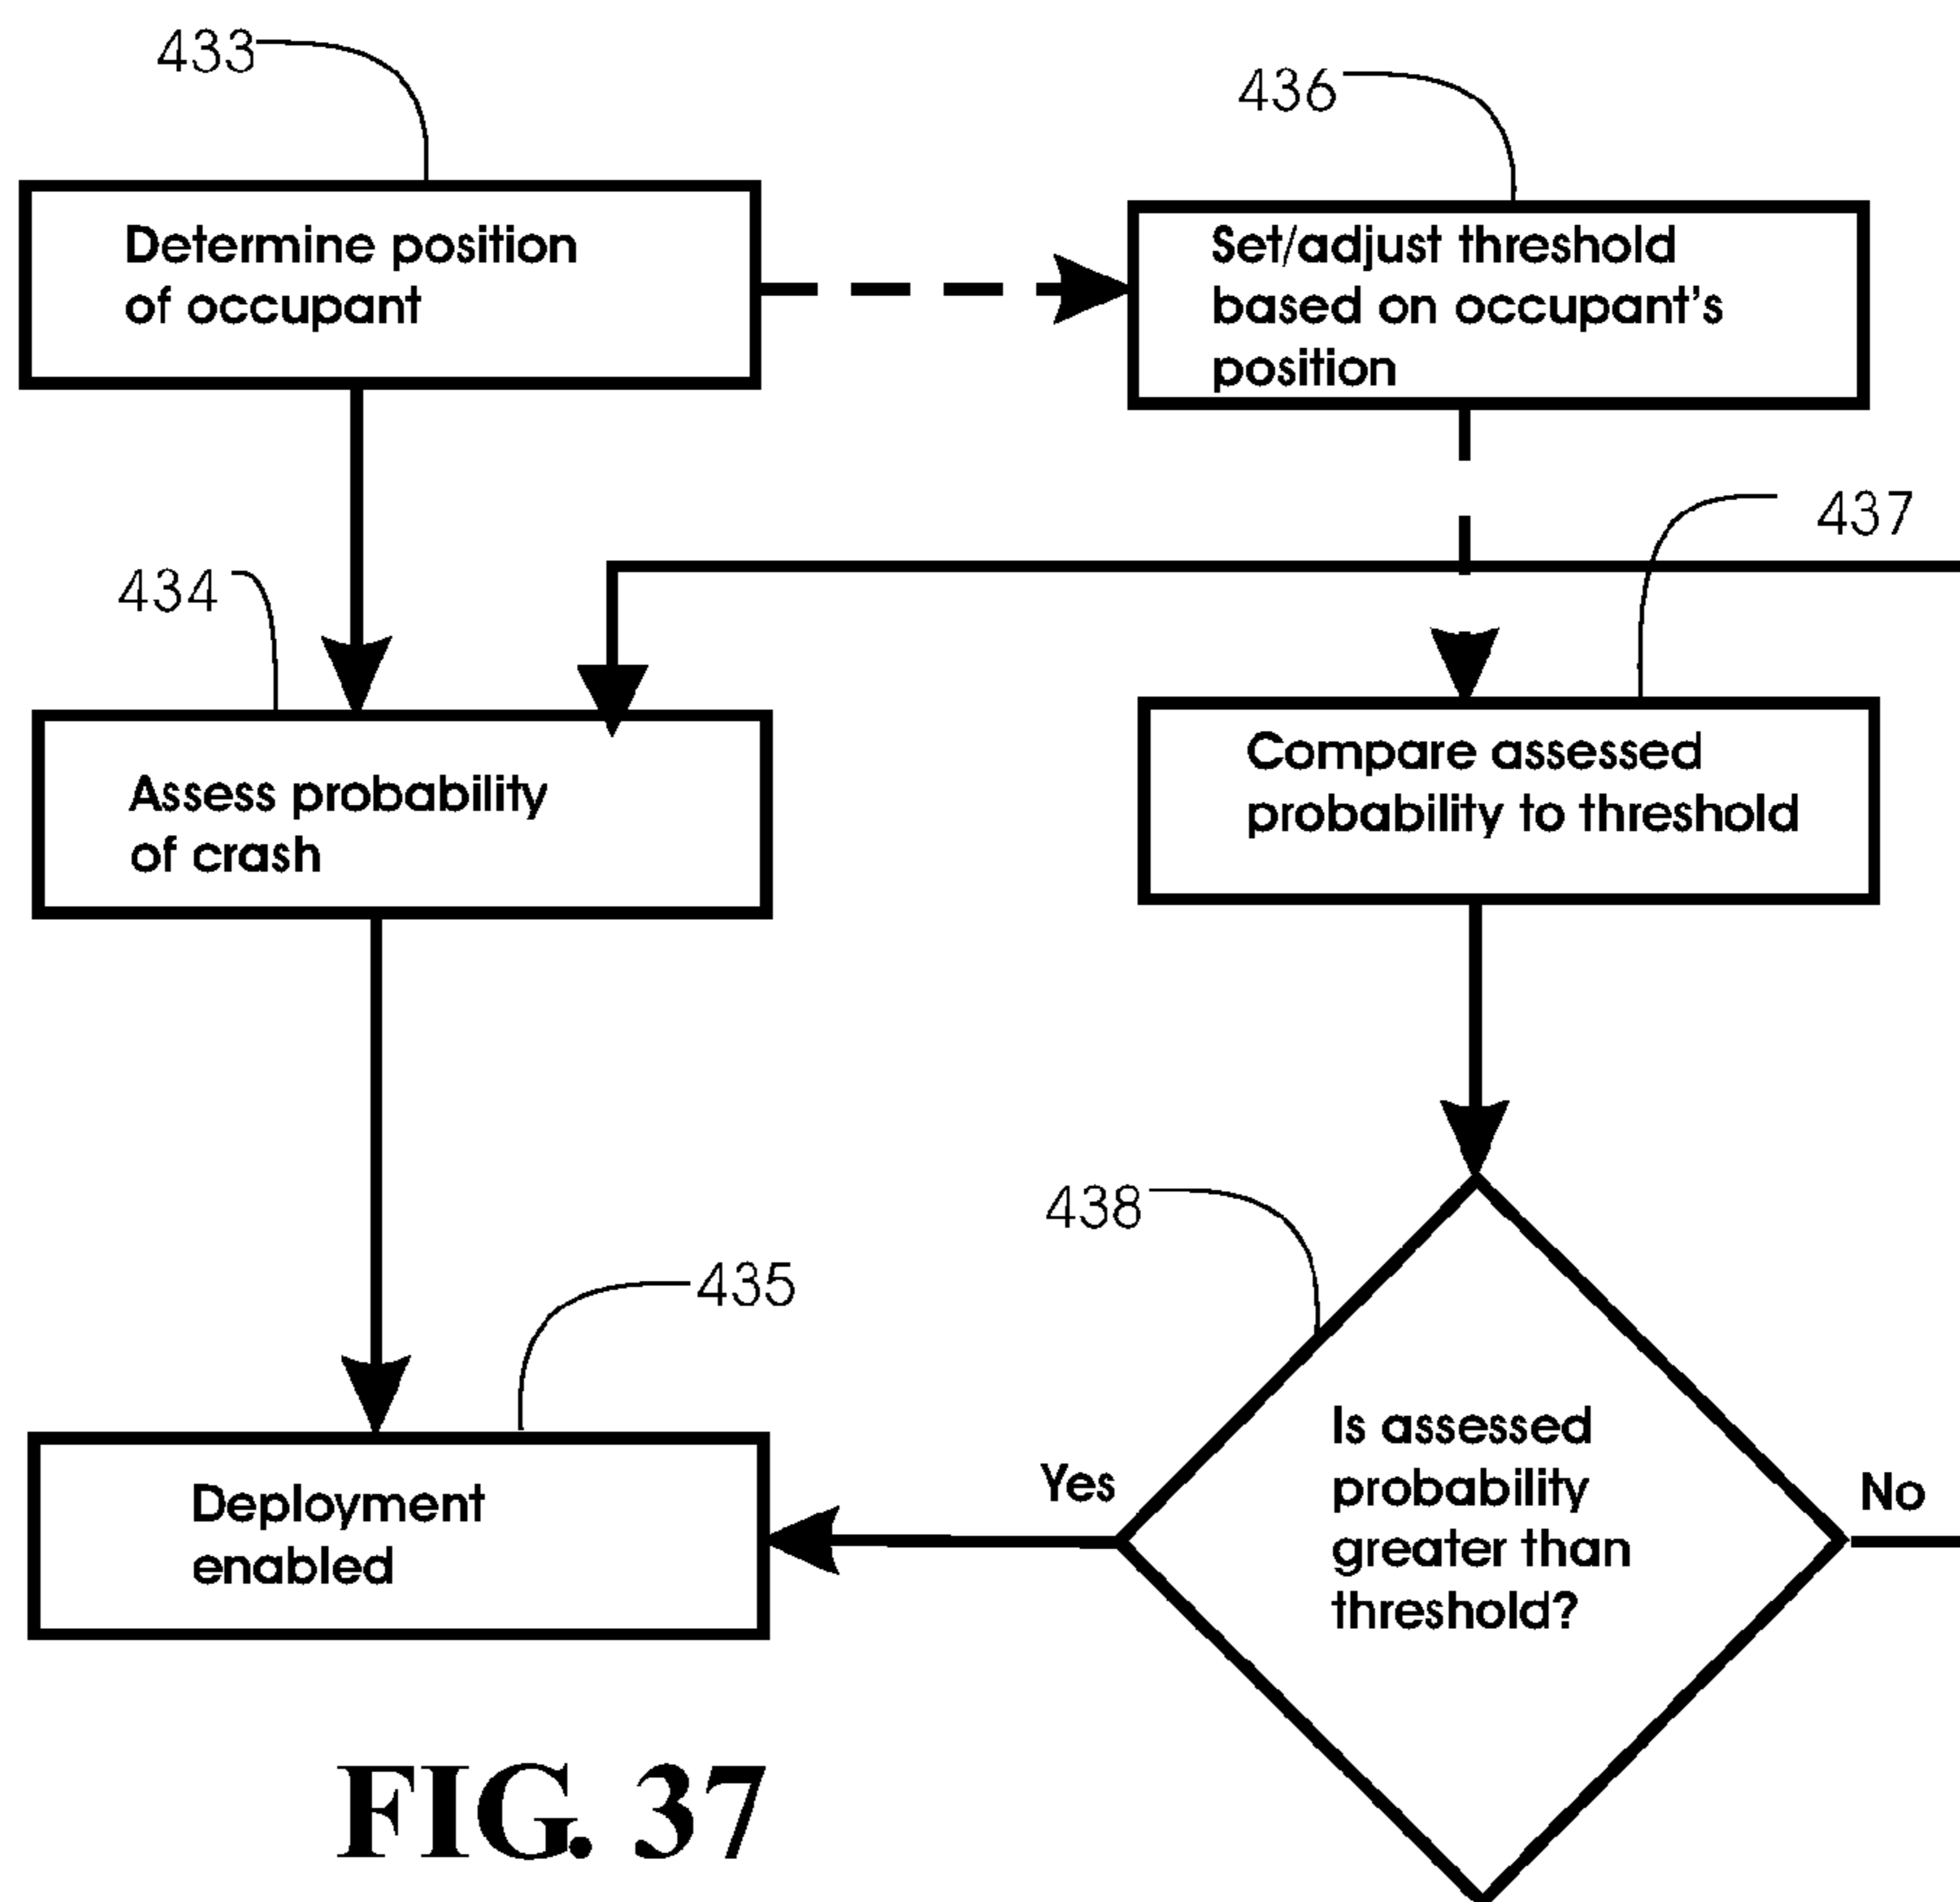 433
436
Determine position
of occupant
Set/adjust threshold
based on occupant's
position
437
434
Assess probability
of crash
Compare assessed
probability to threshold
438
435
Deployment
enabled
Yes
Is assessed
probability
greater than
threshold?
No
FIG. 37